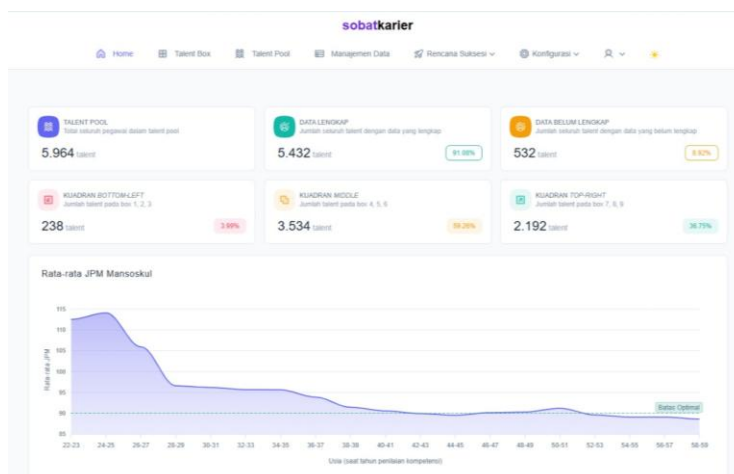 sobatkarier
Home Talent Box Talent Pool Manajemen Data Rencana Suksesi Konfigurasi
TALENT POOL
Total seluruh pegawai dalam talent pool
5.964 talent
DATA LENGKAP
Jumlah seluruh talent dengan data yang lengkap
5.432 talent
91.08%
DATA BELUM LENGKAP
Jumlah seluruh talent dengan data yang belum lengkap
532 talent
8.92%
KUADRAN BOTTOM-LEFT
Jumlah talent pada box 1, 2, 3
238 talent
3.99%
KUADRAN MIDDLE
Jumlah talent pada box 4, 5, 6
3.534 talent
59.26%
KUADRAN TOP-RIGHT
Jumlah talent pada box 7, 8, 9
2.192 talent
36.75%
Rata-rata JPM Mansoskul
Rata-rata JPM
115
110
105
100
95
90
85
Batas Optimal
22-23 24-25 26-27 28-29 30-31 32-33 34-35 36-37 38-39 40-41 42-43 44-45 46-47 48-49 50-51 52-53 54-55 56-57 58-59
Usia (saat tahun penilaian kompetensi)